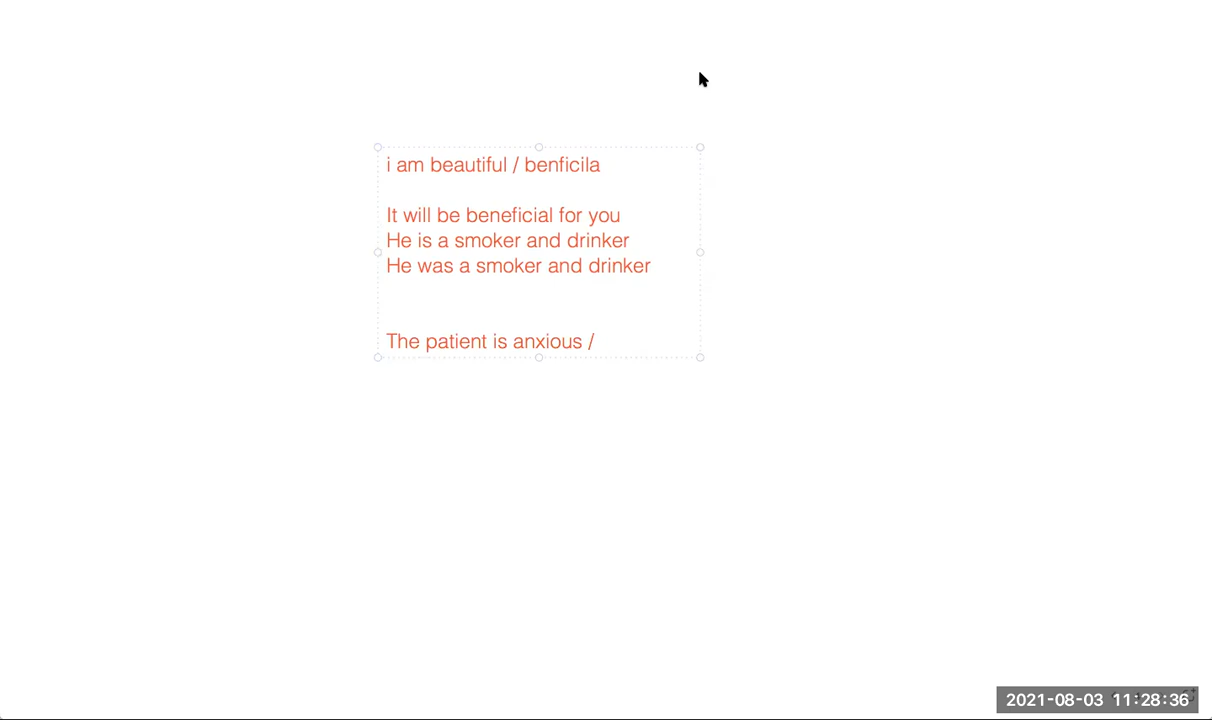 i am beautiful / benficila
It will be beneficial for you
He is a smoker and drinker
He was a smoker and drinker
The patient is anxious /
2021-08-03 11:28:36